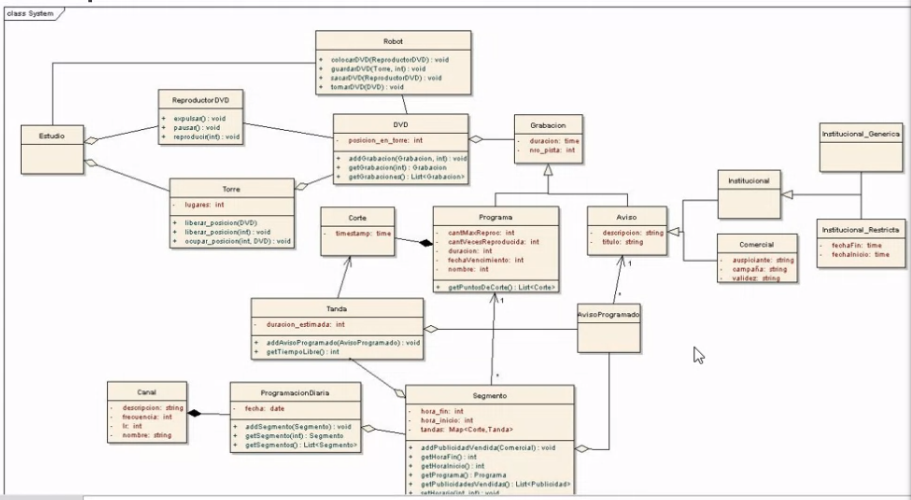 class System
Robot
+ colocarDVD(ReproductorDVD) : void
+ guardarDVD(Torre, int) : void
+ sacarDVD(ReproductorDVD) : void
+ tomarDVD(DVD) : void
ReproductorDVD
+ expulsar() : void
+ pausar() : void
+ reproducir(int) : void
Estudio
DVD
- posicion_en_torre: int
+ addGrabacion(Grabacion, int) : void
+ getGrabacion(int) : Grabacion
+ getGrabaciones() : List<Grabacion>
Grabacion
- duracion: time
- nro_pista: int
Institucional_Generica
Torre
- lugares: int
+ liberar_posicion(DVD)
+ liberar_posicion(int) : void
+ ocupar_posicion(int, DVD) : void
Institucional
Corte
- timestamp: time
Programa
- cantMaxReproc: int
- cantVecesReproducida: int
- duracion: int
- fechaVencimiento: int
- nombre: int
+ getPuntosDeCorte() : List<Corte>
Aviso
- descripcion: string
- titulo: string
Institucional_Restricta
- fechaFin: time
- fechaInicio: time
Comercial
- auspiciante: string
- campaña: string
- validez: string
1
1
Tanda
- duracion_estimada: int
+ addAvisoProgramado(AvisoProgramado) : void
+ getTiempoLibre() : int
*
AvisoProgramado
*
Canal
- descripcion: string
- frecuencia: int
- nombre: string
ProgramacionDiaria
- fecha: date
+ addSegmento(Segmento) : void
+ getSegmento(int) : Segmento
+ getSegmentos() : List<Segmento>
Segmento
- hora_fin: int
- hora_inicio: int
- tandas: Map<Corte,Tanda>
+ addPublicidadVendida(Comercial) : void
+ getHoraFin() : int
+ getHoraInicio() : int
+ getPrograma() : Programa
+ getPublicidadesVendidas() : List<Publicidad>